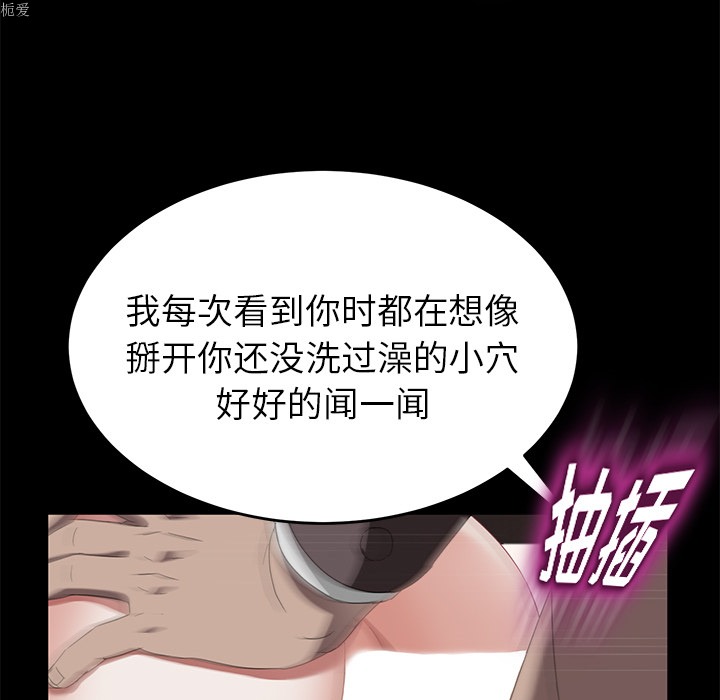 栀爱
我每次看到你时都在想像
掰开你还没洗过澡的小穴
好好的闻一闻
抽插